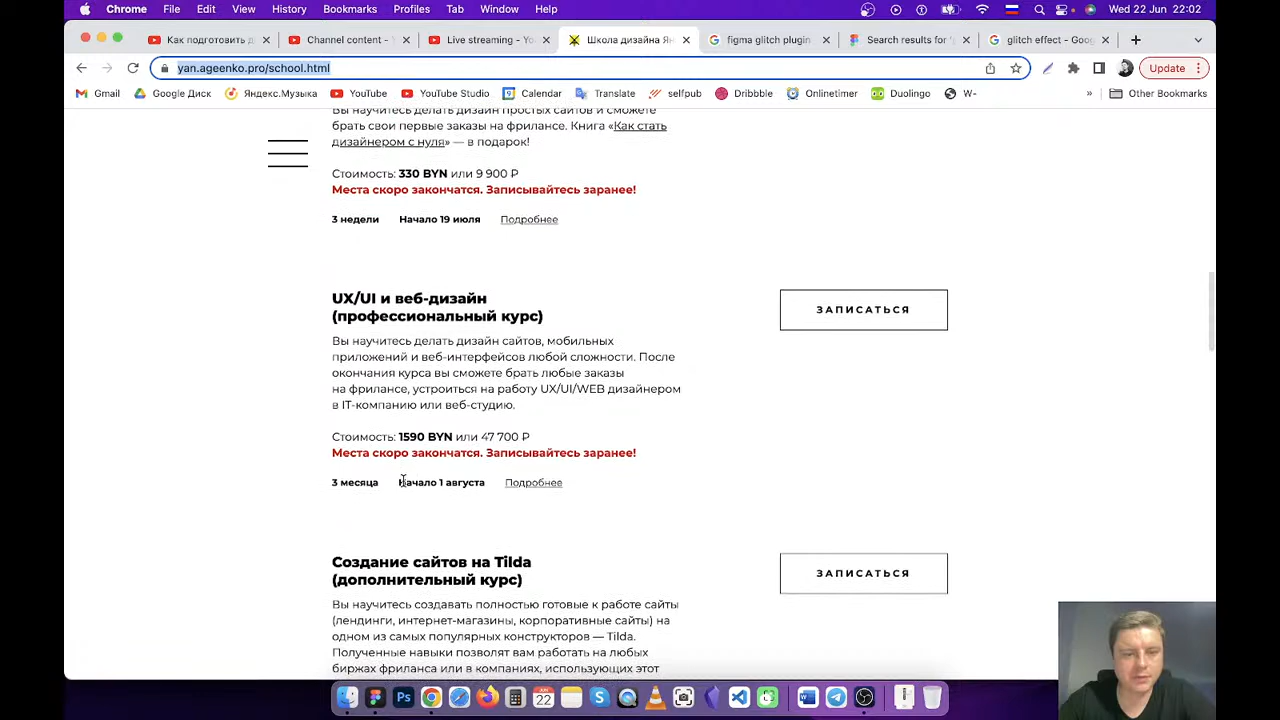 Chrome File Edit View History Bookmarks Profiles Tab Window Help Wed 22 Jun 22:02
Как подготовить д Channel content - Y Live streaming - YouT Школа дизайна Ян figma glitch plugin Search results for ' glitch effect - Goog
yan.ageenko.pro/school.html Update
Gmail Google Диск Яндекс.Музыка YouTube YouTube Studio Calendar Translate selfpub Dribbble Onlinetimer Duolingo W- » Other Bookmarks
Вы научитесь делать дизайн простых сайтов и сможете
брать свои первые заказы на фрилансе. Книга «Как стать
дизайнером с нуля» — в подарок!
Стоимость: 330 BYN или 9 900 ₽
Места скоро закончатся. Записывайтесь заранее!
3 недели Начало 19 июля Подробнее
UX/UI и веб-дизайн
(профессиональный курс)
ЗАПИСАТЬСЯ
Вы научитесь делать дизайн сайтов, мобильных
приложений и веб-интерфейсов любой сложности. После
окончания курса вы сможете брать любые заказы
на фрилансе, устроиться на работу UX/UI/WEB дизайнером
в IT-компанию или веб-студию.
Стоимость: 1590 BYN или 47 700 ₽
Места скоро закончатся. Записывайтесь заранее!
3 месяца Начало 1 августа Подробнее
Создание сайтов на Tilda
(дополнительный курс)
ЗАПИСАТЬСЯ
Вы научитесь создавать полностью готовые к работе сайты
(лендинги, интернет-магазины, корпоративные сайты) на
одном из самых популярных конструкторов — Tilda.
Полученные навыки позволят вам работать на любых
биржах фриланса или в компаниях, использующих этот